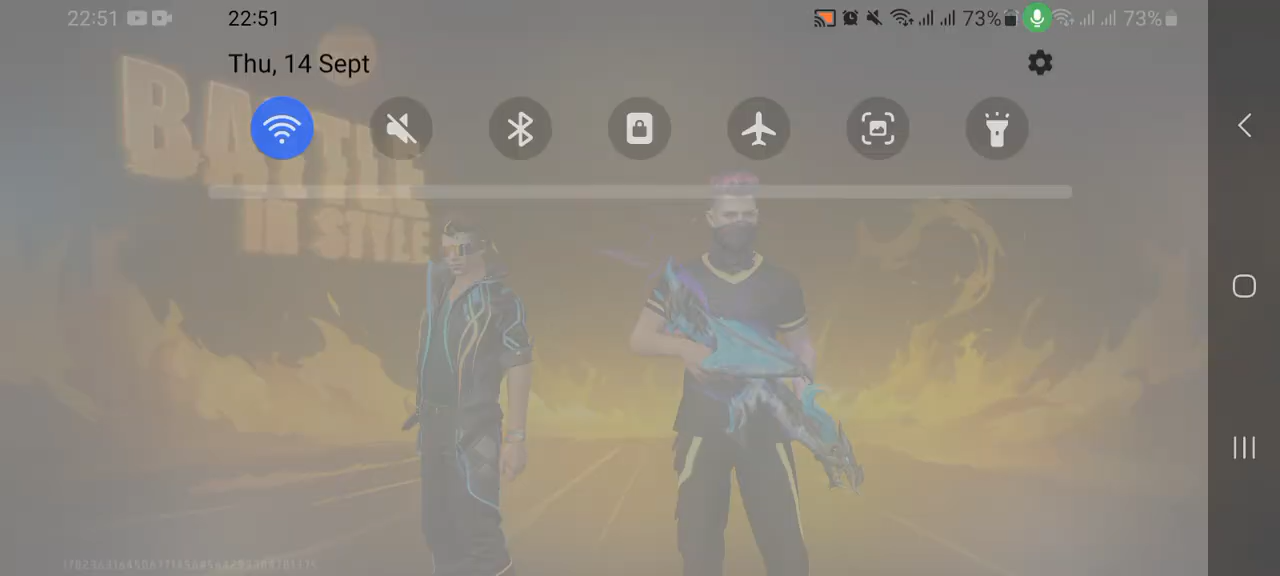 22:51
22:51
73%
73%
Thu, 14 Sept
BATTLE
IN STYLE